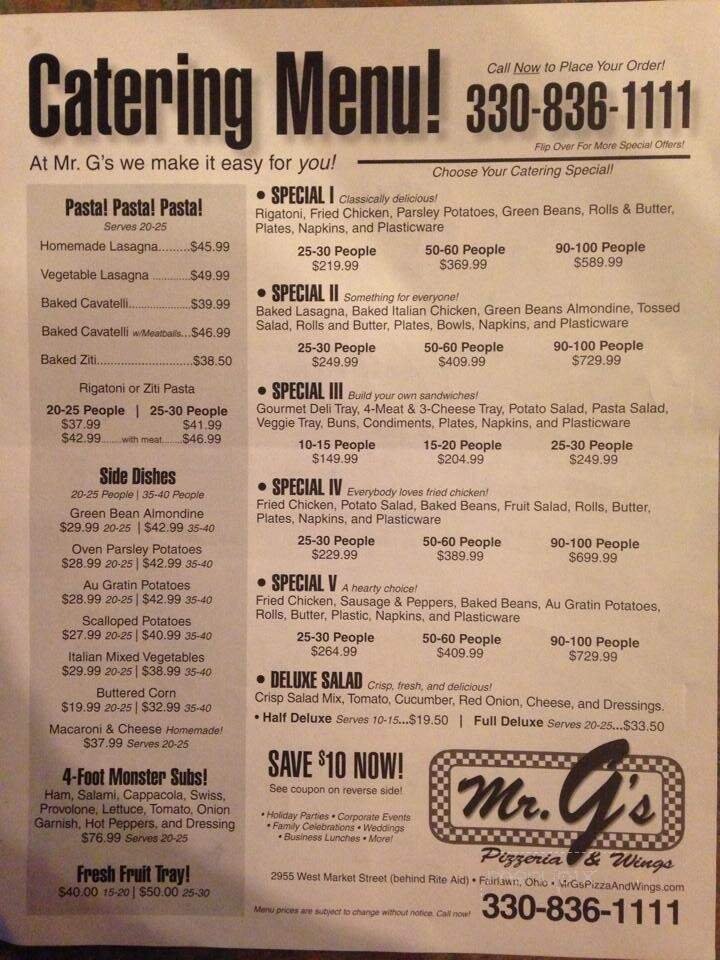 Catering Menu!
Call Now to Place Your Order!
330-836-1111
Flip Over For More Special Offers!
At Mr. G's we make it easy for you!
Choose Your Catering Special!
Pasta! Pasta! Pasta!
Serves 20-25
Homemade Lasagna.........$45.99
Vegetable Lasagna ............$49.99
Baked Cavatelli.....................$39.99
Baked Cavatelli w/Meatballs...$46.99
Baked Ziti.......................$38.50
Rigatoni or Ziti Pasta
20-25 People | 25-30 People
$37.99 $41.99
$42.99.......with meat.......$46.99
Side Dishes
20-25 People | 35-40 People
Green Bean Almondine
$29.99 20-25 | $42.99 35-40
Oven Parsley Potatoes
$28.99 20-25 | $42.99 35-40
Au Gratin Potatoes
$28.99 20-25 | $42.99 35-40
Scalloped Potatoes
$27.99 20-25 | $40.99 35-40
Italian Mixed Vegetables
$29.99 20-25 | $38.99 35-40
Buttered Corn
$19.99 20-25 | $32.99 35-40
Macaroni & Cheese Homemade!
$37.99 Serves 20-25
4-Foot Monster Subs!
Ham, Salami, Cappacola, Swiss,
Provolone, Lettuce, Tomato, Onion
Garnish, Hot Peppers, and Dressing
$76.99 Serves 20-25
Fresh Fruit Tray!
$40.00 15-20 | $50.00 25-30
• SPECIAL I Classically delicious!
Rigatoni, Fried Chicken, Parsley Potatoes, Green Beans, Rolls & Butter,
Plates, Napkins, and Plasticware
25-30 People 50-60 People 90-100 People
$219.99 $369.99 $589.99
• SPECIAL II Something for everyone!
Baked Lasagna, Baked Italian Chicken, Green Beans Almondine, Tossed
Salad, Rolls and Butter, Plates, Bowls, Napkins, and Plasticware
25-30 People 50-60 People 90-100 People
$249.99 $409.99 $729.99
• SPECIAL III Build your own sandwiches!
Gourmet Deli Tray, 4-Meat & 3-Cheese Tray, Potato Salad, Pasta Salad,
Veggie Tray, Buns, Condiments, Plates, Napkins, and Plasticware
10-15 People 15-20 People 25-30 People
$149.99 $204.99 $249.99
• SPECIAL IV Everybody loves fried chicken!
Fried Chicken, Potato Salad, Baked Beans, Fruit Salad, Rolls, Butter,
Plates, Napkins, and Plasticware
25-30 People 50-60 People 90-100 People
$229.99 $389.99 $699.99
• SPECIAL V A hearty choice!
Fried Chicken, Sausage & Peppers, Baked Beans, Au Gratin Potatoes,
Rolls, Butter, Plastic, Napkins, and Plasticware
25-30 People 50-60 People 90-100 People
$264.99 $409.99 $729.99
• DELUXE SALAD Crisp, fresh, and delicious!
Crisp Salad Mix, Tomato, Cucumber, Red Onion, Cheese, and Dressings.
• Half Deluxe Serves 10-15...$19.50 | Full Deluxe Serves 20-25...$33.50
SAVE $10 NOW!
See coupon on reverse side!
• Holiday Parties • Corporate Events
• Family Celebrations • Weddings
• Business Lunches • More!
Mr. G's
Pizzeria & Wings
2955 West Market Street (behind Rite Aid) • Fairlawn, Ohio • MrGsPizzaAndWings.com
Menu prices are subject to change without notice. Call now! 330-836-1111